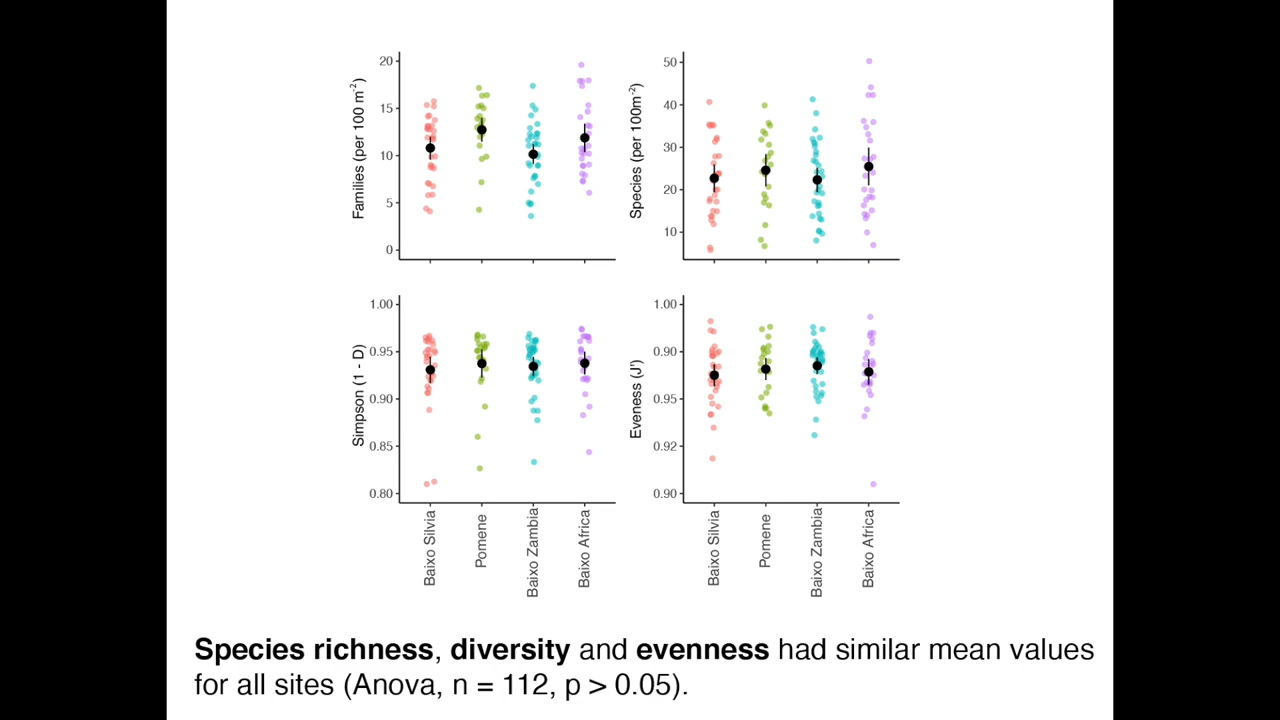 Families (per 100 m⁻²)
20
15
10
5
0
Species (per 100m⁻²)
50
40
30
20
10
Simpson (1 - D)
1.00
0.95
0.90
0.85
0.80
Baixo Silvia
Pomene
Baixo Zambia
Baixo Africa
Eveness (J')
1.00
0.90
0.95
0.92
0.90
Baixo Silvia
Pomene
Baixo Zambia
Baixo Africa
Species richness, diversity and evenness had similar mean values
for all sites (Anova, n = 112, p > 0.05).